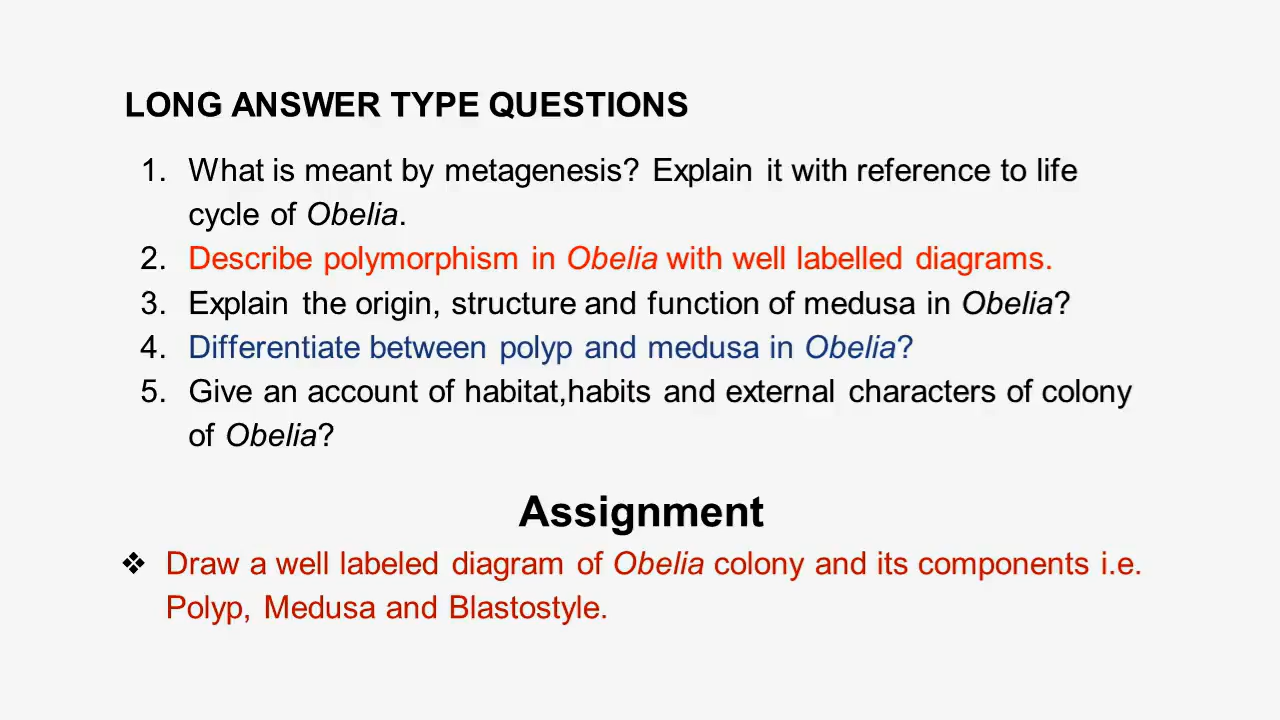 LONG ANSWER TYPE QUESTIONS
1. What is meant by metagenesis? Explain it with reference to life
cycle of Obelia.
2. Describe polymorphism in Obelia with well labelled diagrams.
3. Explain the origin, structure and function of medusa in Obelia?
4. Differentiate between polyp and medusa in Obelia?
5. Give an account of habitat,habits and external characters of colony
of Obelia?
Assignment
❖ Draw a well labeled diagram of Obelia colony and its components i.e.
Polyp, Medusa and Blastostyle.